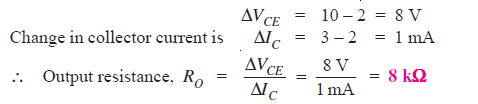 ΔV_CE = 10 – 2 = 8 V
Change in collector current is ΔI_C = 3 – 2 = 1 mA
∴ Output resistance, R_O = ΔV_CE / ΔI_C = 8 V / 1 mA = 8 kΩ